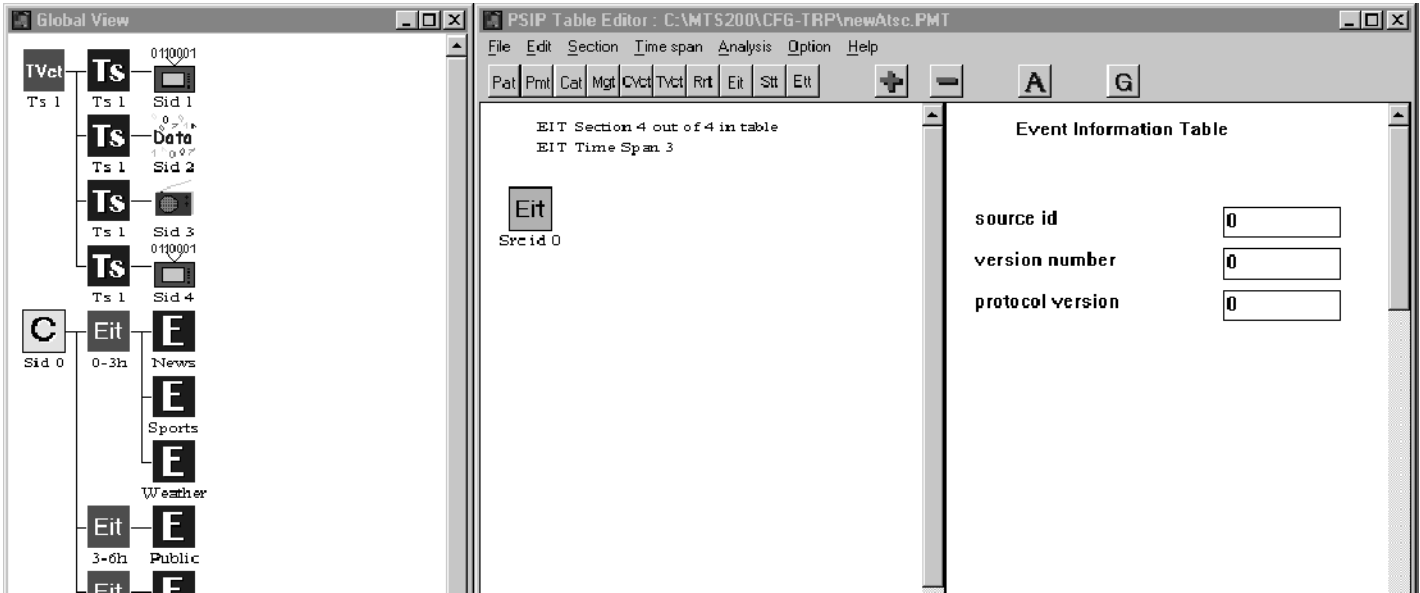 Global View
TVct
Ts 1
Ts
Ts 1
0110001
Sid 1
Ts
Ts 1
Data
Sid 2
Ts
Ts 1
Sid 3
Ts
Ts 1
0110001
Sid 4
C
Sid 0
Eit
0-3h
E
News
E
Sports
E
Weather
Eit
3-6h
E
Public
Eit
E
PSIP Table Editor : C:\MTS200\CFG-TRP\newAtsc.PMT
File Edit Section Time span Analysis Option Help
Pat Pmt Cat Mgt CVct TVct Rrt Eit Stt Ett A G
EIT Section 4 out of 4 in table
EIT Time Span 3
Eit
Src id 0
Event Information Table
source id 0
version number 0
protocol version 0